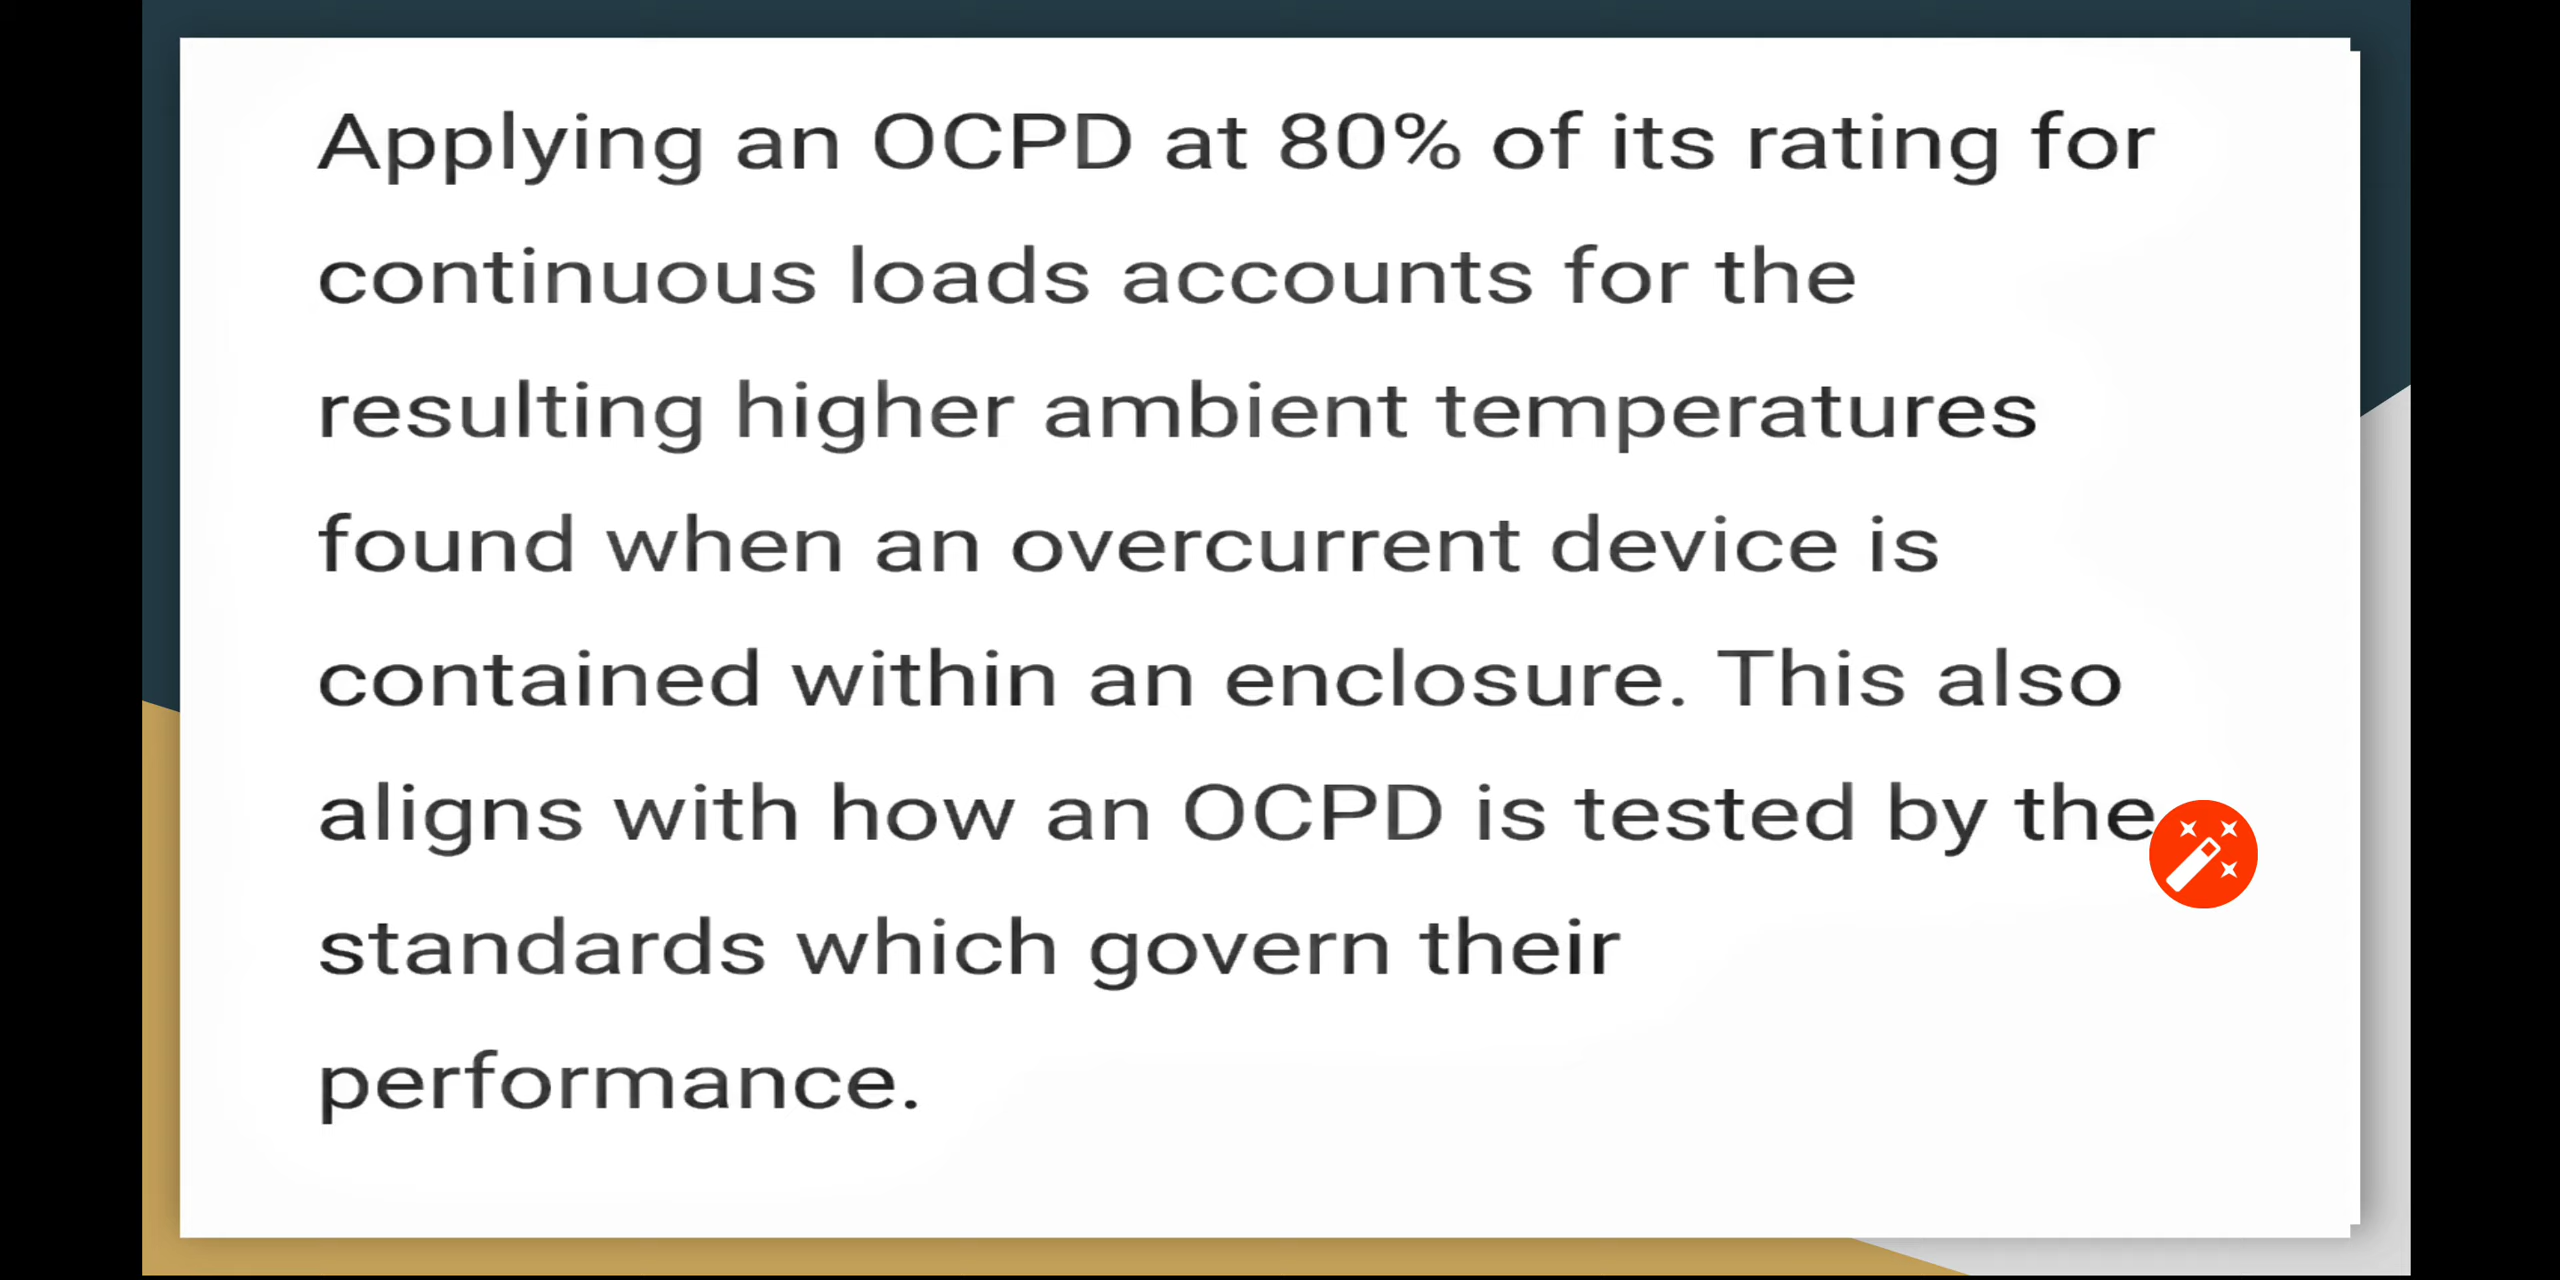 Applying an OCPD at 80% of its rating for
continuous loads accounts for the
resulting higher ambient temperatures
found when an overcurrent device is
contained within an enclosure. This also
aligns with how an OCPD is tested by the
standards which govern their
performance.